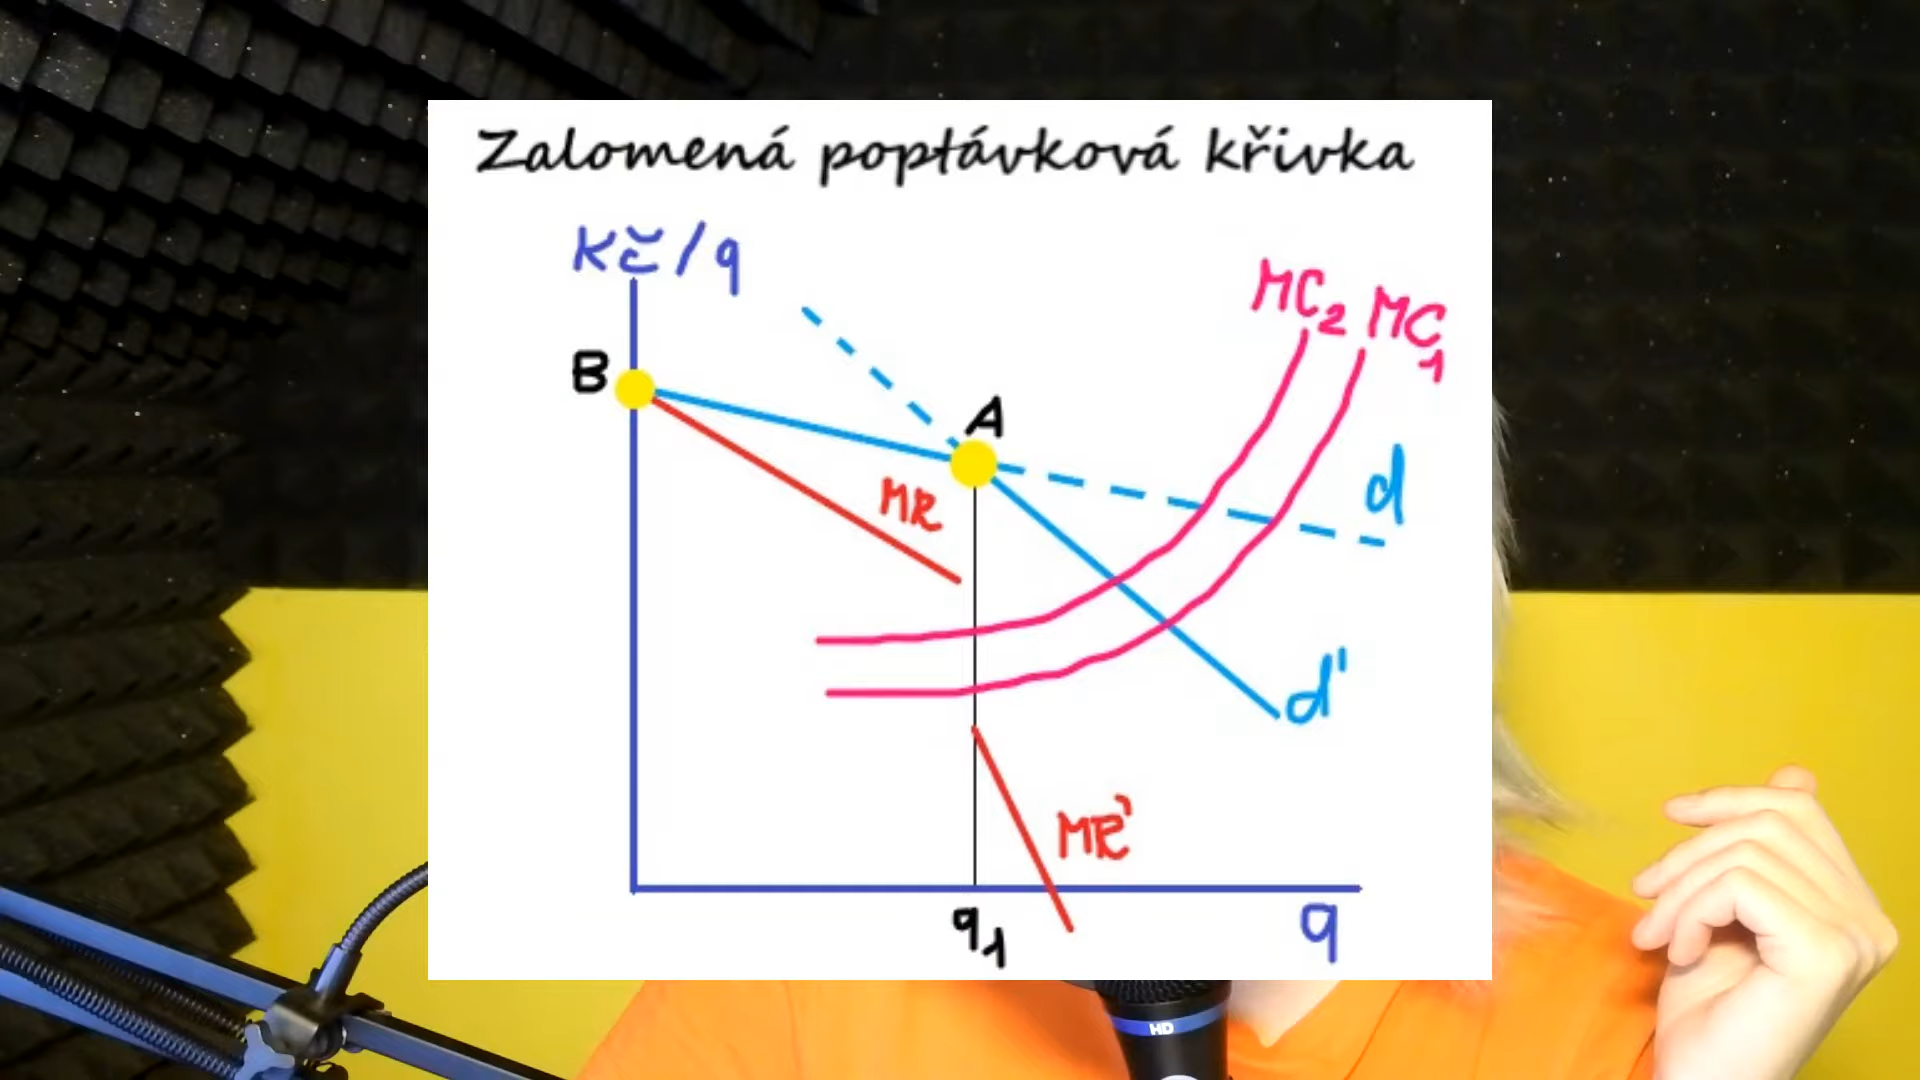 Zalomená poptávková křivka
Kč/q
MC2 MC1
B
A
d
MR
d'
MR'
q1
q
HD